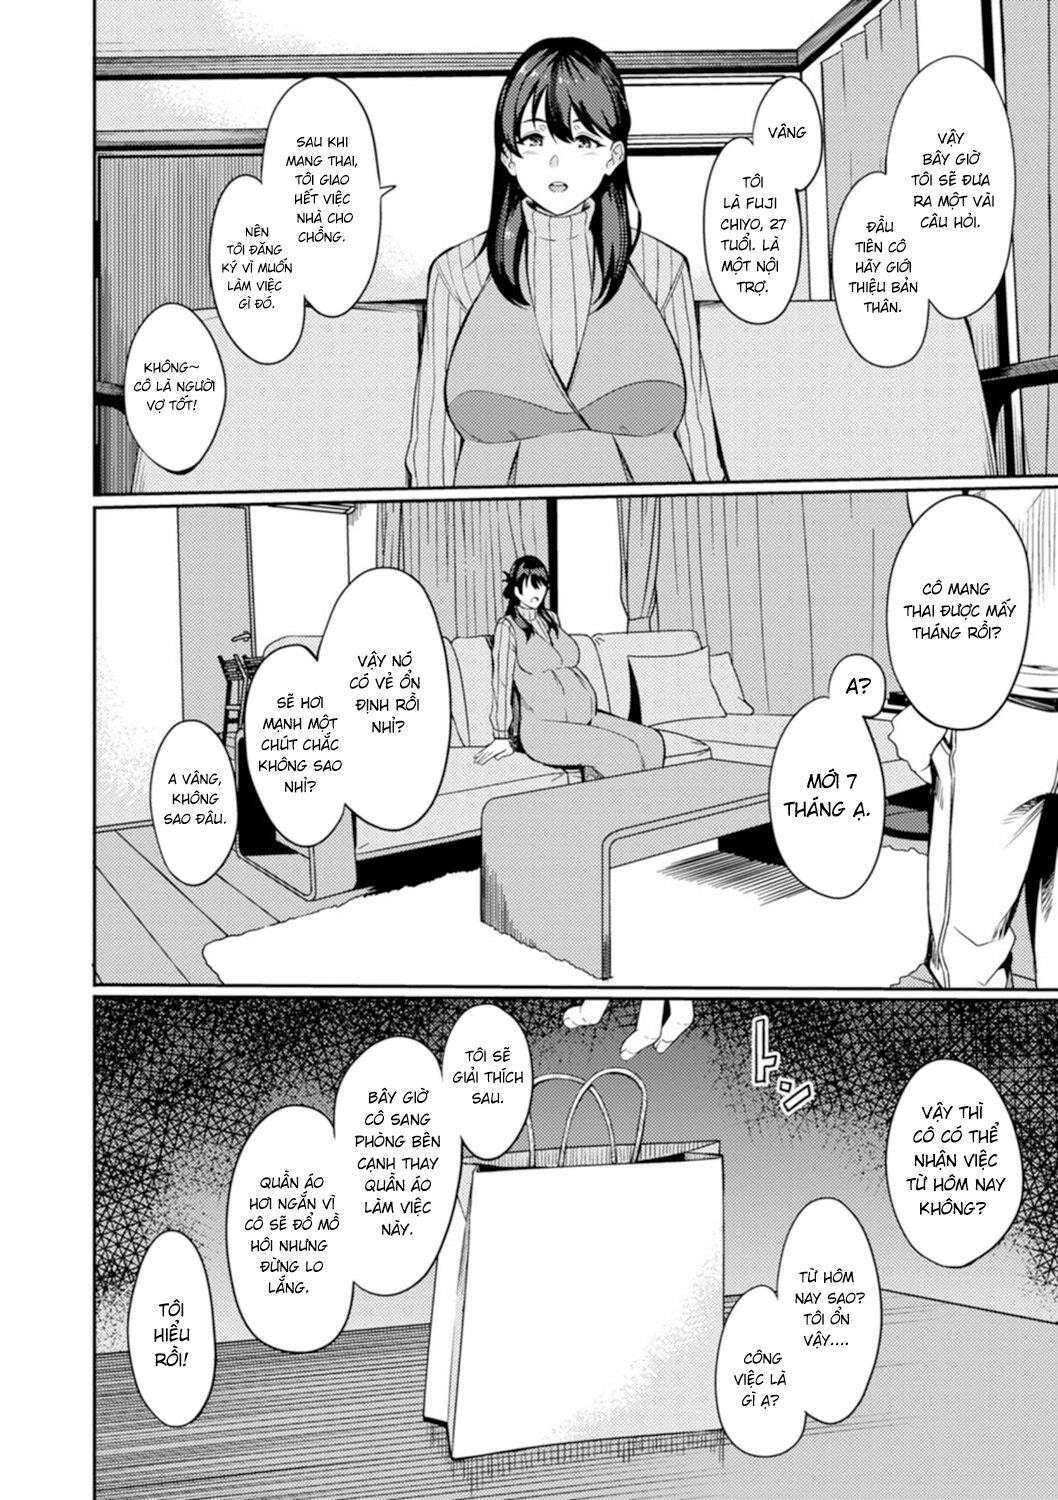 VẬY
BÂY GIỜ
TÔI SẼ ĐƯA
RA MỘT VÀI
CÂU HỎI.
ĐẦU
TIÊN CÔ
HÃY GIỚI
THIỆU BẢN
THÂN.
VÂNG
TÔI
LÀ FUJI
CHIYO, 27
TUỔI. LÀ
MỘT NỘI
TRỢ.
SAU KHI
MANG THAI,
TÔI GIAO
HẾT VIỆC
NHÀ CHO
CHỒNG.
NÊN
TÔI ĐĂNG
KÝ VÌ MUỐN
LÀM VIỆC
GÌ ĐÓ.
KHÔNG~
CÔ LÀ NGƯỜI
VỢ TỐT!
CÔ MANG
THAI ĐƯỢC MẤY
THÁNG RỒI?
A?
MỚI 7
THÁNG Ạ.
VẬY NÓ
CÓ VẺ ỔN
ĐỊNH RỒI
NHỈ?
SẼ HƠI
MẠNH MỘT
CHÚT CHẮC
KHÔNG SAO
NHỈ?
A VÂNG,
KHÔNG
SAO ĐÂU.
VẬY THÌ
CÔ CÓ THỂ
NHẬN VIỆC
TỪ HÔM NAY
KHÔNG?
TỪ HÔM
NAY SAO?
TÔI ỔN
VẬY....
CÔNG
VIỆC LÀ
GÌ Ạ?
トン
TÔI SẼ
GIẢI THÍCH
SAU.
BÂY GIỜ
CÔ SANG
PHÒNG BÊN
CẠNH THAY
QUẦN ÁO
LÀM VIỆC
NÀY.
QUẦN ÁO
HƠI NGẮN VÌ
CÔ SẼ ĐỔ MỒ
HÔI NHƯNG
ĐỪNG LO
LẮNG.
TÔI
HIỂU
RỒI!